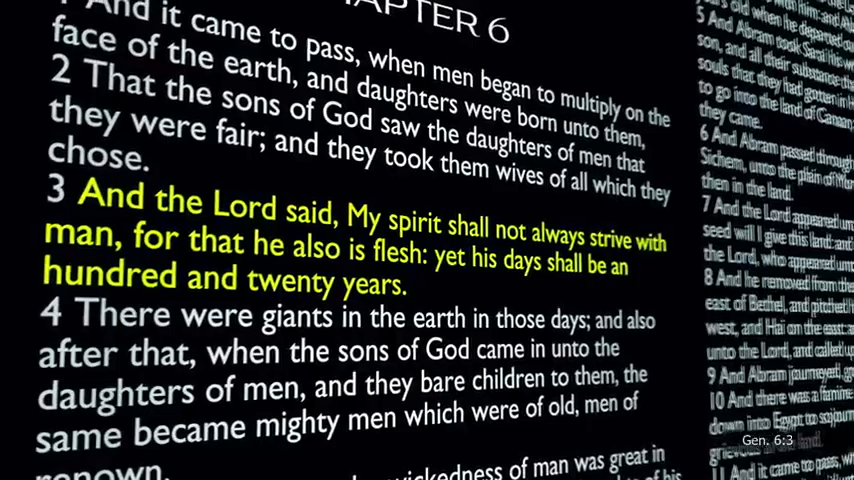 CHAPTER 6
And it came to pass, when men began to multiply on the
face of the earth, and daughters were born unto them,
2 That the sons of God saw the daughters of men that
they were fair; and they took them wives of all which they
chose.
3 And the Lord said, My spirit shall not always strive with
man, for that he also is flesh: yet his days shall be an
hundred and twenty years.
4 There were giants in the earth in those days; and also
after that, when the sons of God came in unto the
daughters of men, and they bare children to them, the
same became mighty men which were of old, men of
renown.
wickedness of man was great in
of his
old when he departed
5 And Abram took Sarai his
son, and all their substance
souls that they had gotten in
to go into the land of Canaan
they came.
6 And Abram passed through
Sichem, unto the plain of
then in the land.
7 And the Lord appeared
seed will I give this land: and
the Lord, who appeared unto
8 And he removed from the
east of Bethel, and pitched
west, and Hai on the east: a
unto the Lord, and called up
9 And Abram journeyed, g
10 And there was a famine
down into Egypt to sojourn
grievous
land.
11 And it came to pass, w
Gen. 6:3